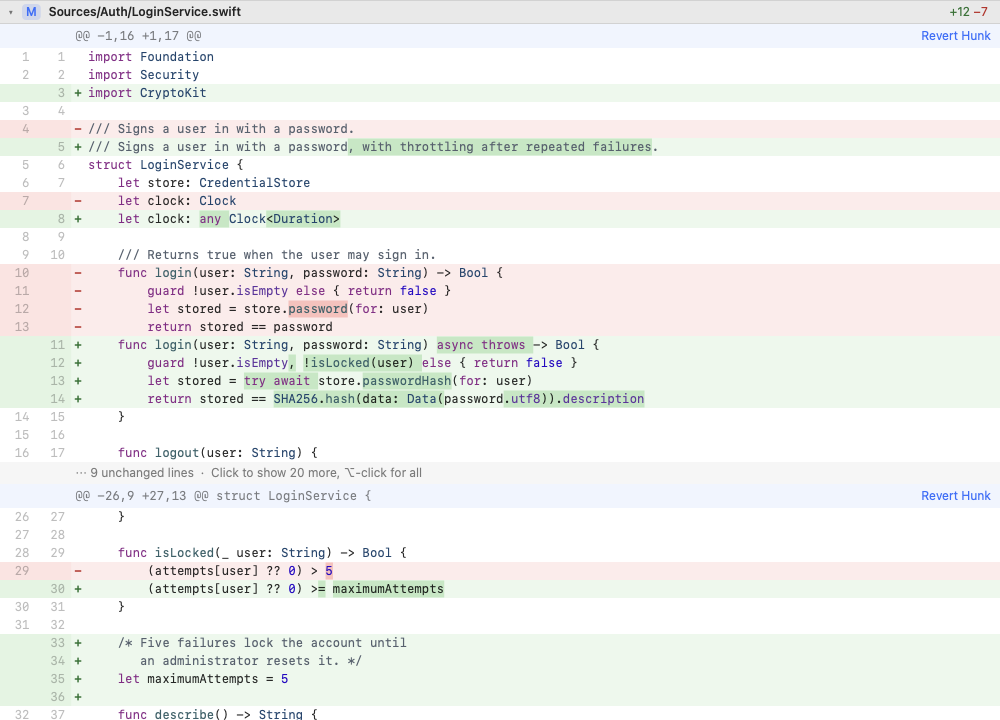 ▾ M Sources/Auth/LoginService.swift +12 −7
@@ −1,16 +1,17 @@ Revert Hunk
1 1 import Foundation
2 2 import Security
3 + import CryptoKit
3 4
4 − /// Signs a user in with a password.
5 + /// Signs a user in with a password, with throttling after repeated failures.
5 6 struct LoginService {
6 7 let store: CredentialStore
7 − let clock: Clock
8 + let clock: any Clock<Duration>
8 9
9 10 /// Returns true when the user may sign in.
10 − func login(user: String, password: String) -> Bool {
11 − guard !user.isEmpty else { return false }
12 − let stored = store.password(for: user)
13 − return stored == password
11 + func login(user: String, password: String) async throws -> Bool {
12 + guard !user.isEmpty, !isLocked(user) else { return false }
13 + let stored = try await store.passwordHash(for: user)
14 + return stored == SHA256.hash(data: Data(password.utf8)).description
14 15 }
15 16
16 17 func logout(user: String) {
⋯ 9 unchanged lines · Click to show 20 more, ⌥-click for all
@@ −26,9 +27,13 @@ struct LoginService { Revert Hunk
26 27 }
27 28
28 29 func isLocked(_ user: String) -> Bool {
29 − (attempts[user] ?? 0) > 5
30 + (attempts[user] ?? 0) >= maximumAttempts
30 31 }
31 32
33 + /* Five failures lock the account until
34 + an administrator resets it. */
35 + let maximumAttempts = 5
36 +
32 37 func describe() -> String {